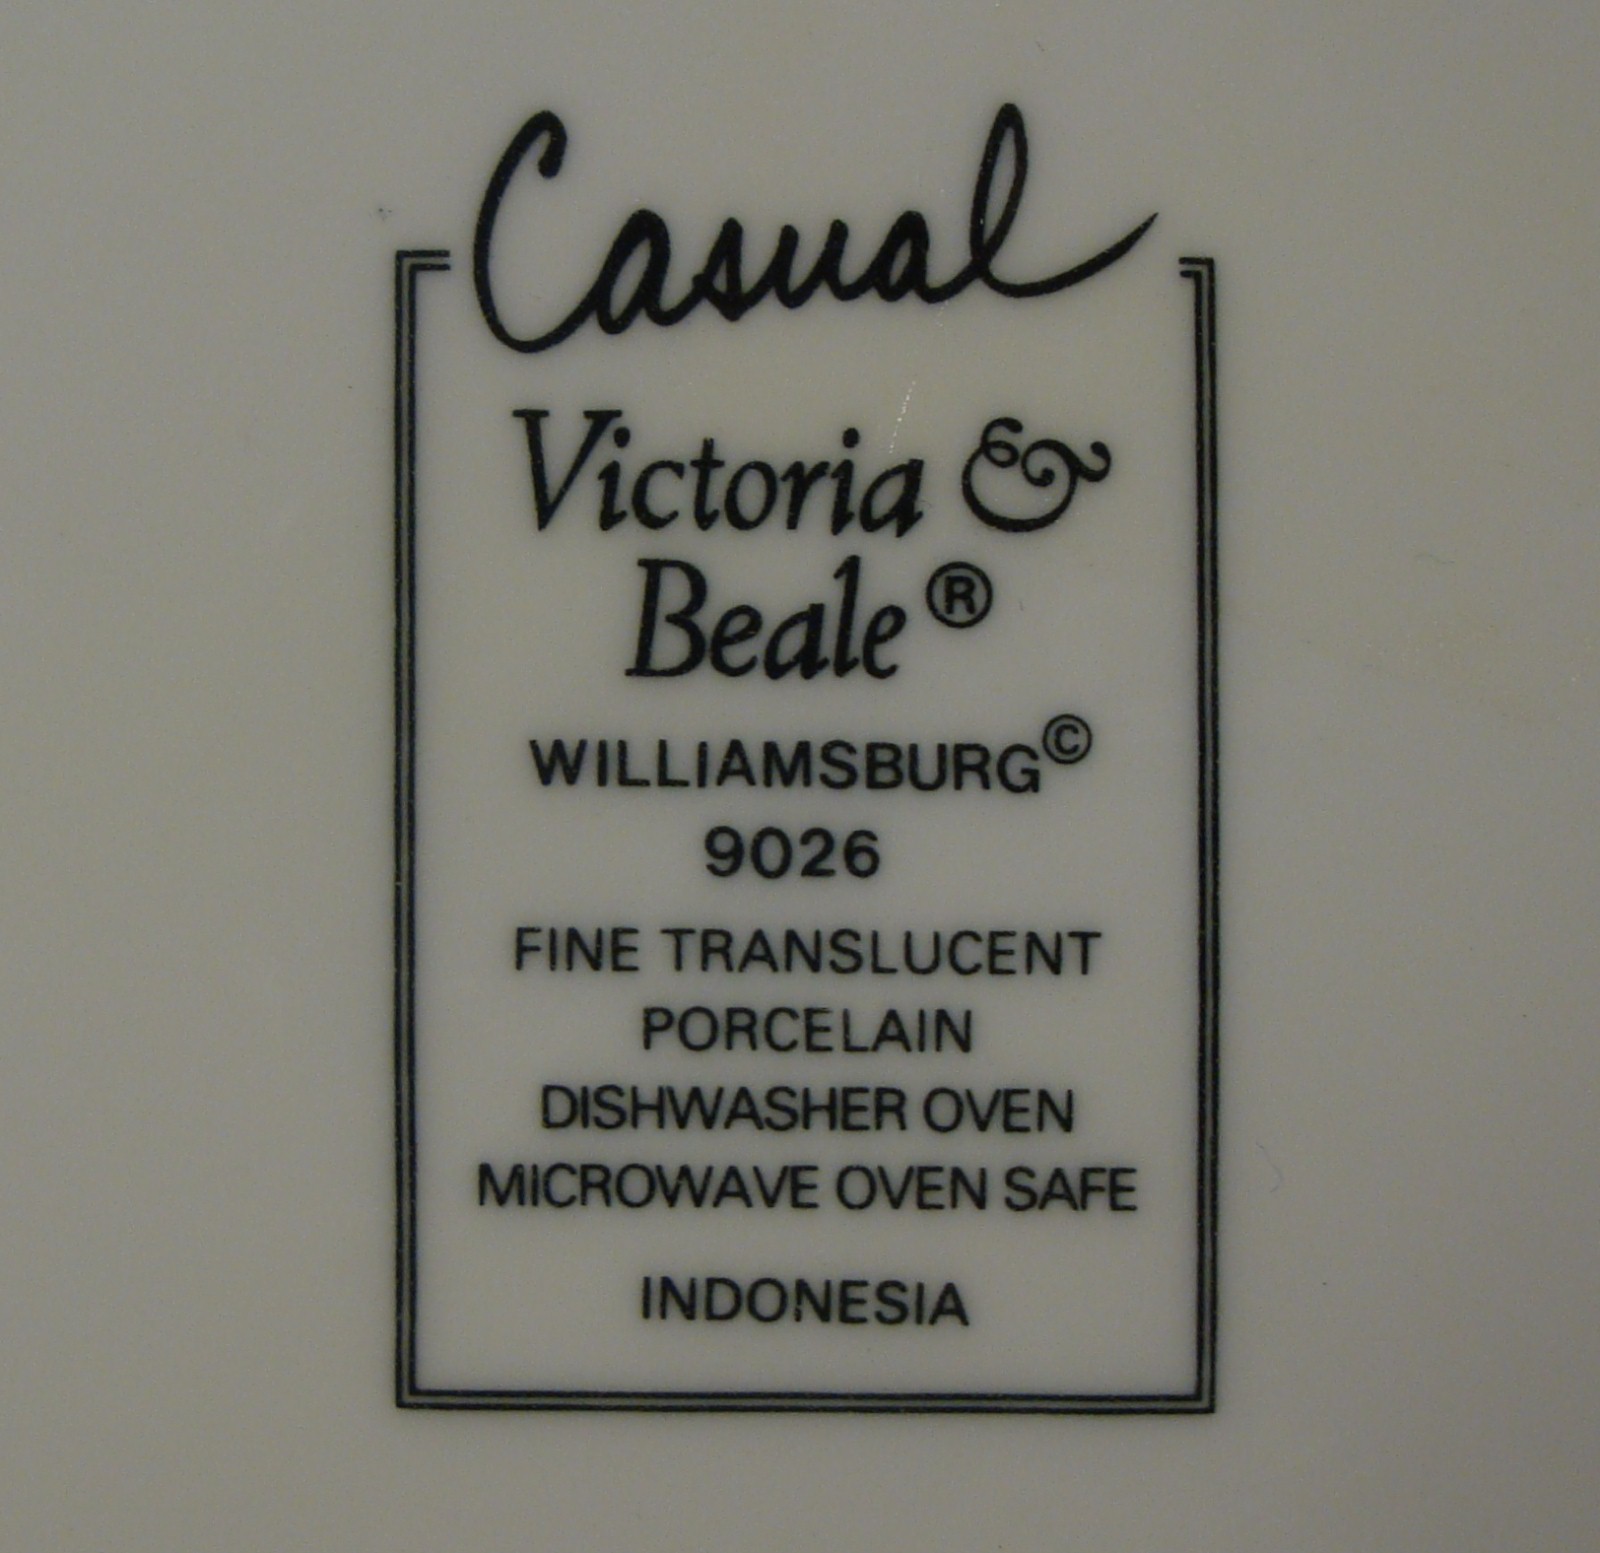 Casual
Victoria &
Beale®
WILLIAMSBURG©
9026
FINE TRANSLUCENT
PORCELAIN
DISHWASHER OVEN
MICROWAVE OVEN SAFE
INDONESIA